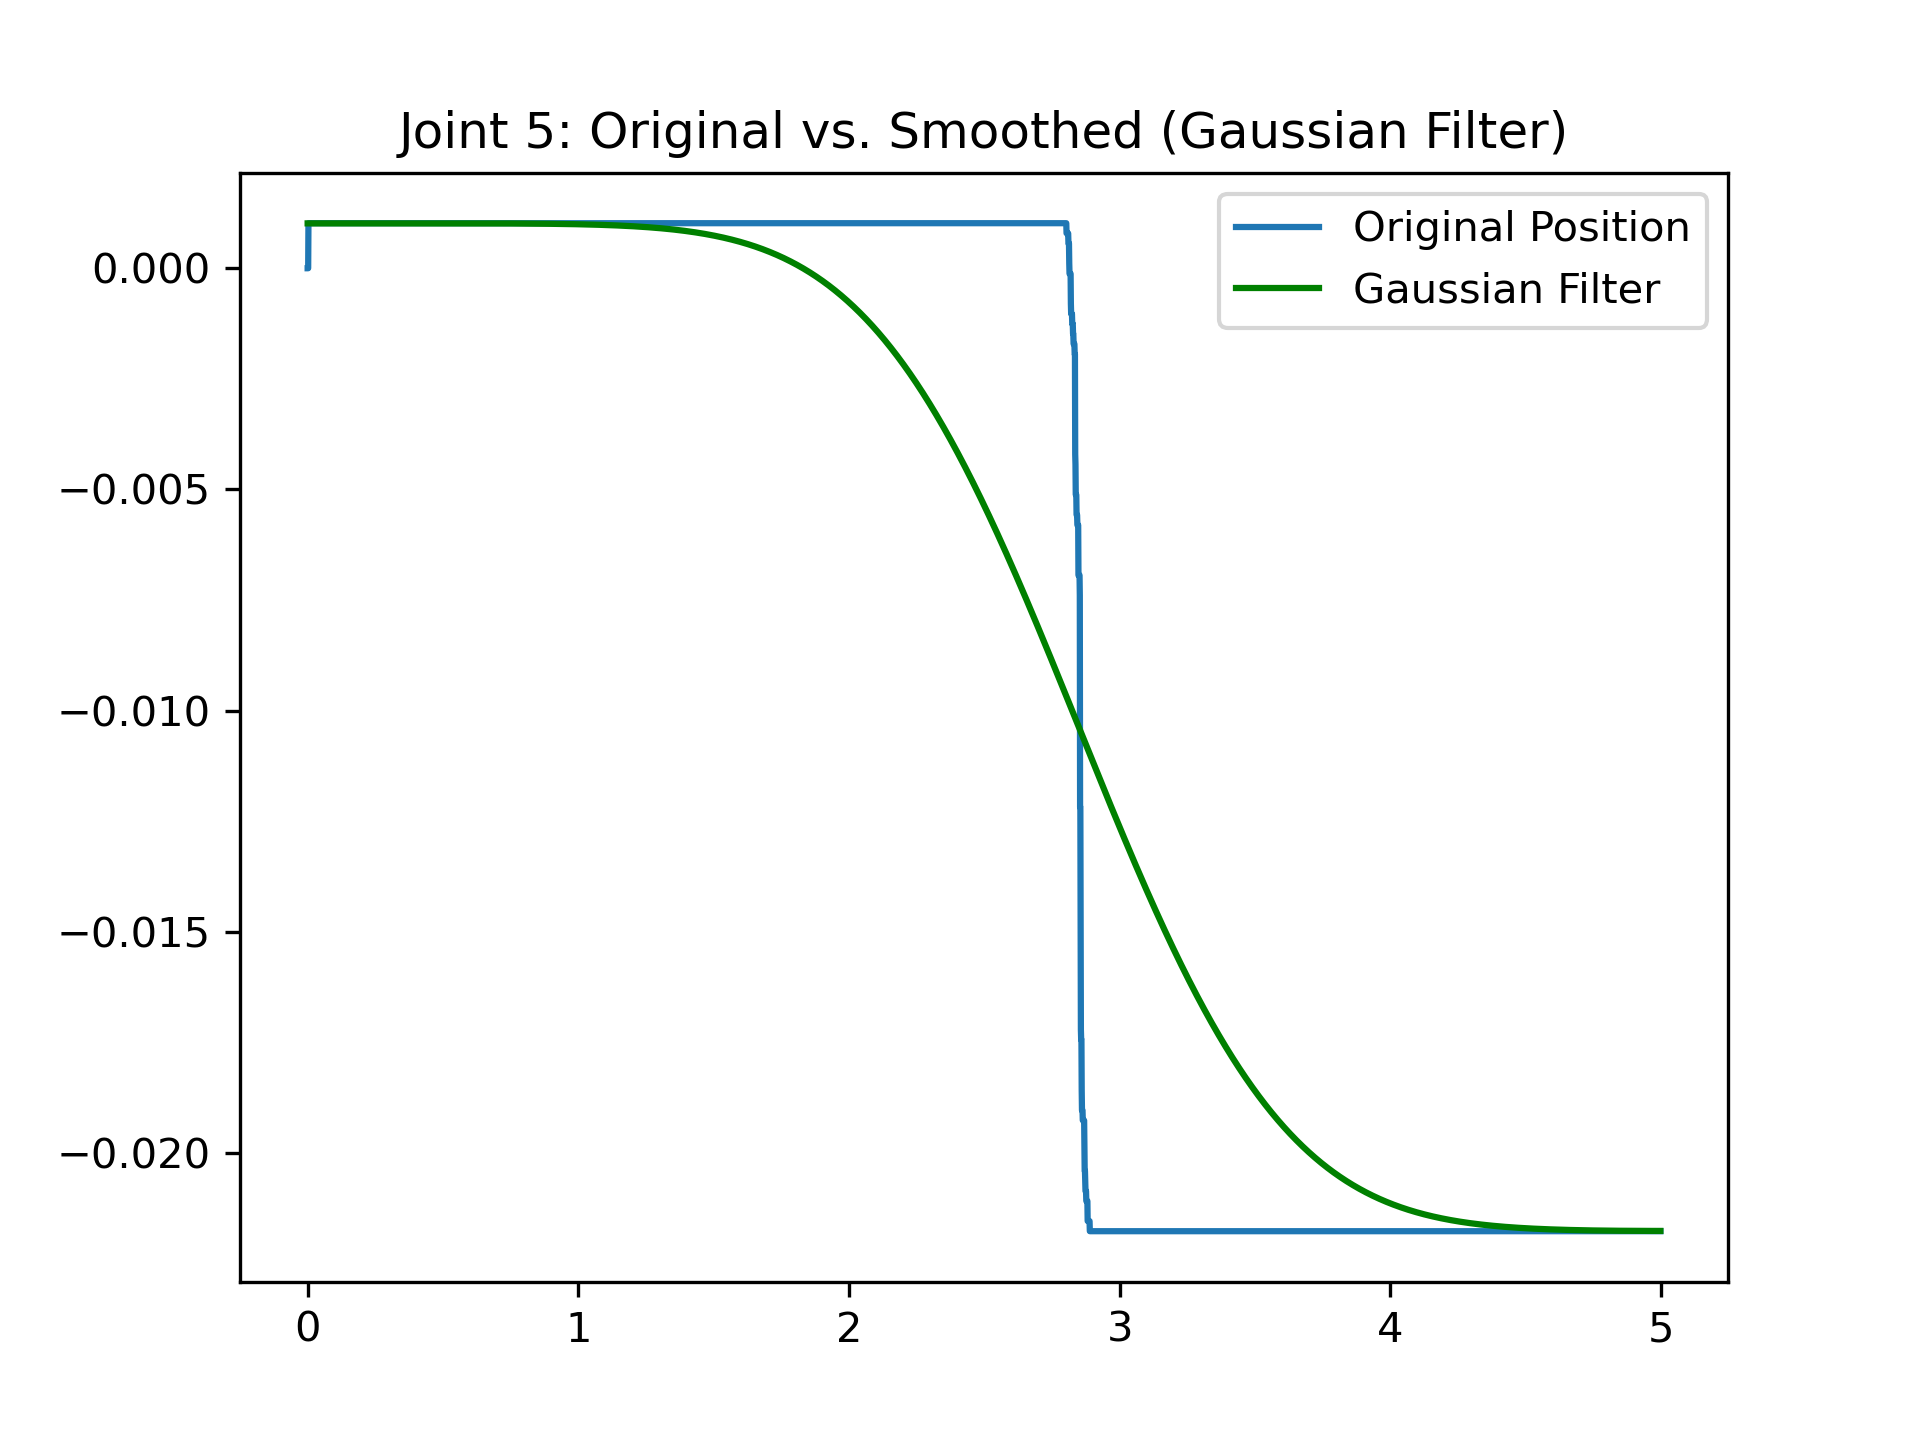 Joint 5: Original vs. Smoothed (Gaussian Filter)
Original Position
Gaussian Filter
0.000
−0.005
−0.010
−0.015
−0.020
0 1 2 3 4 5